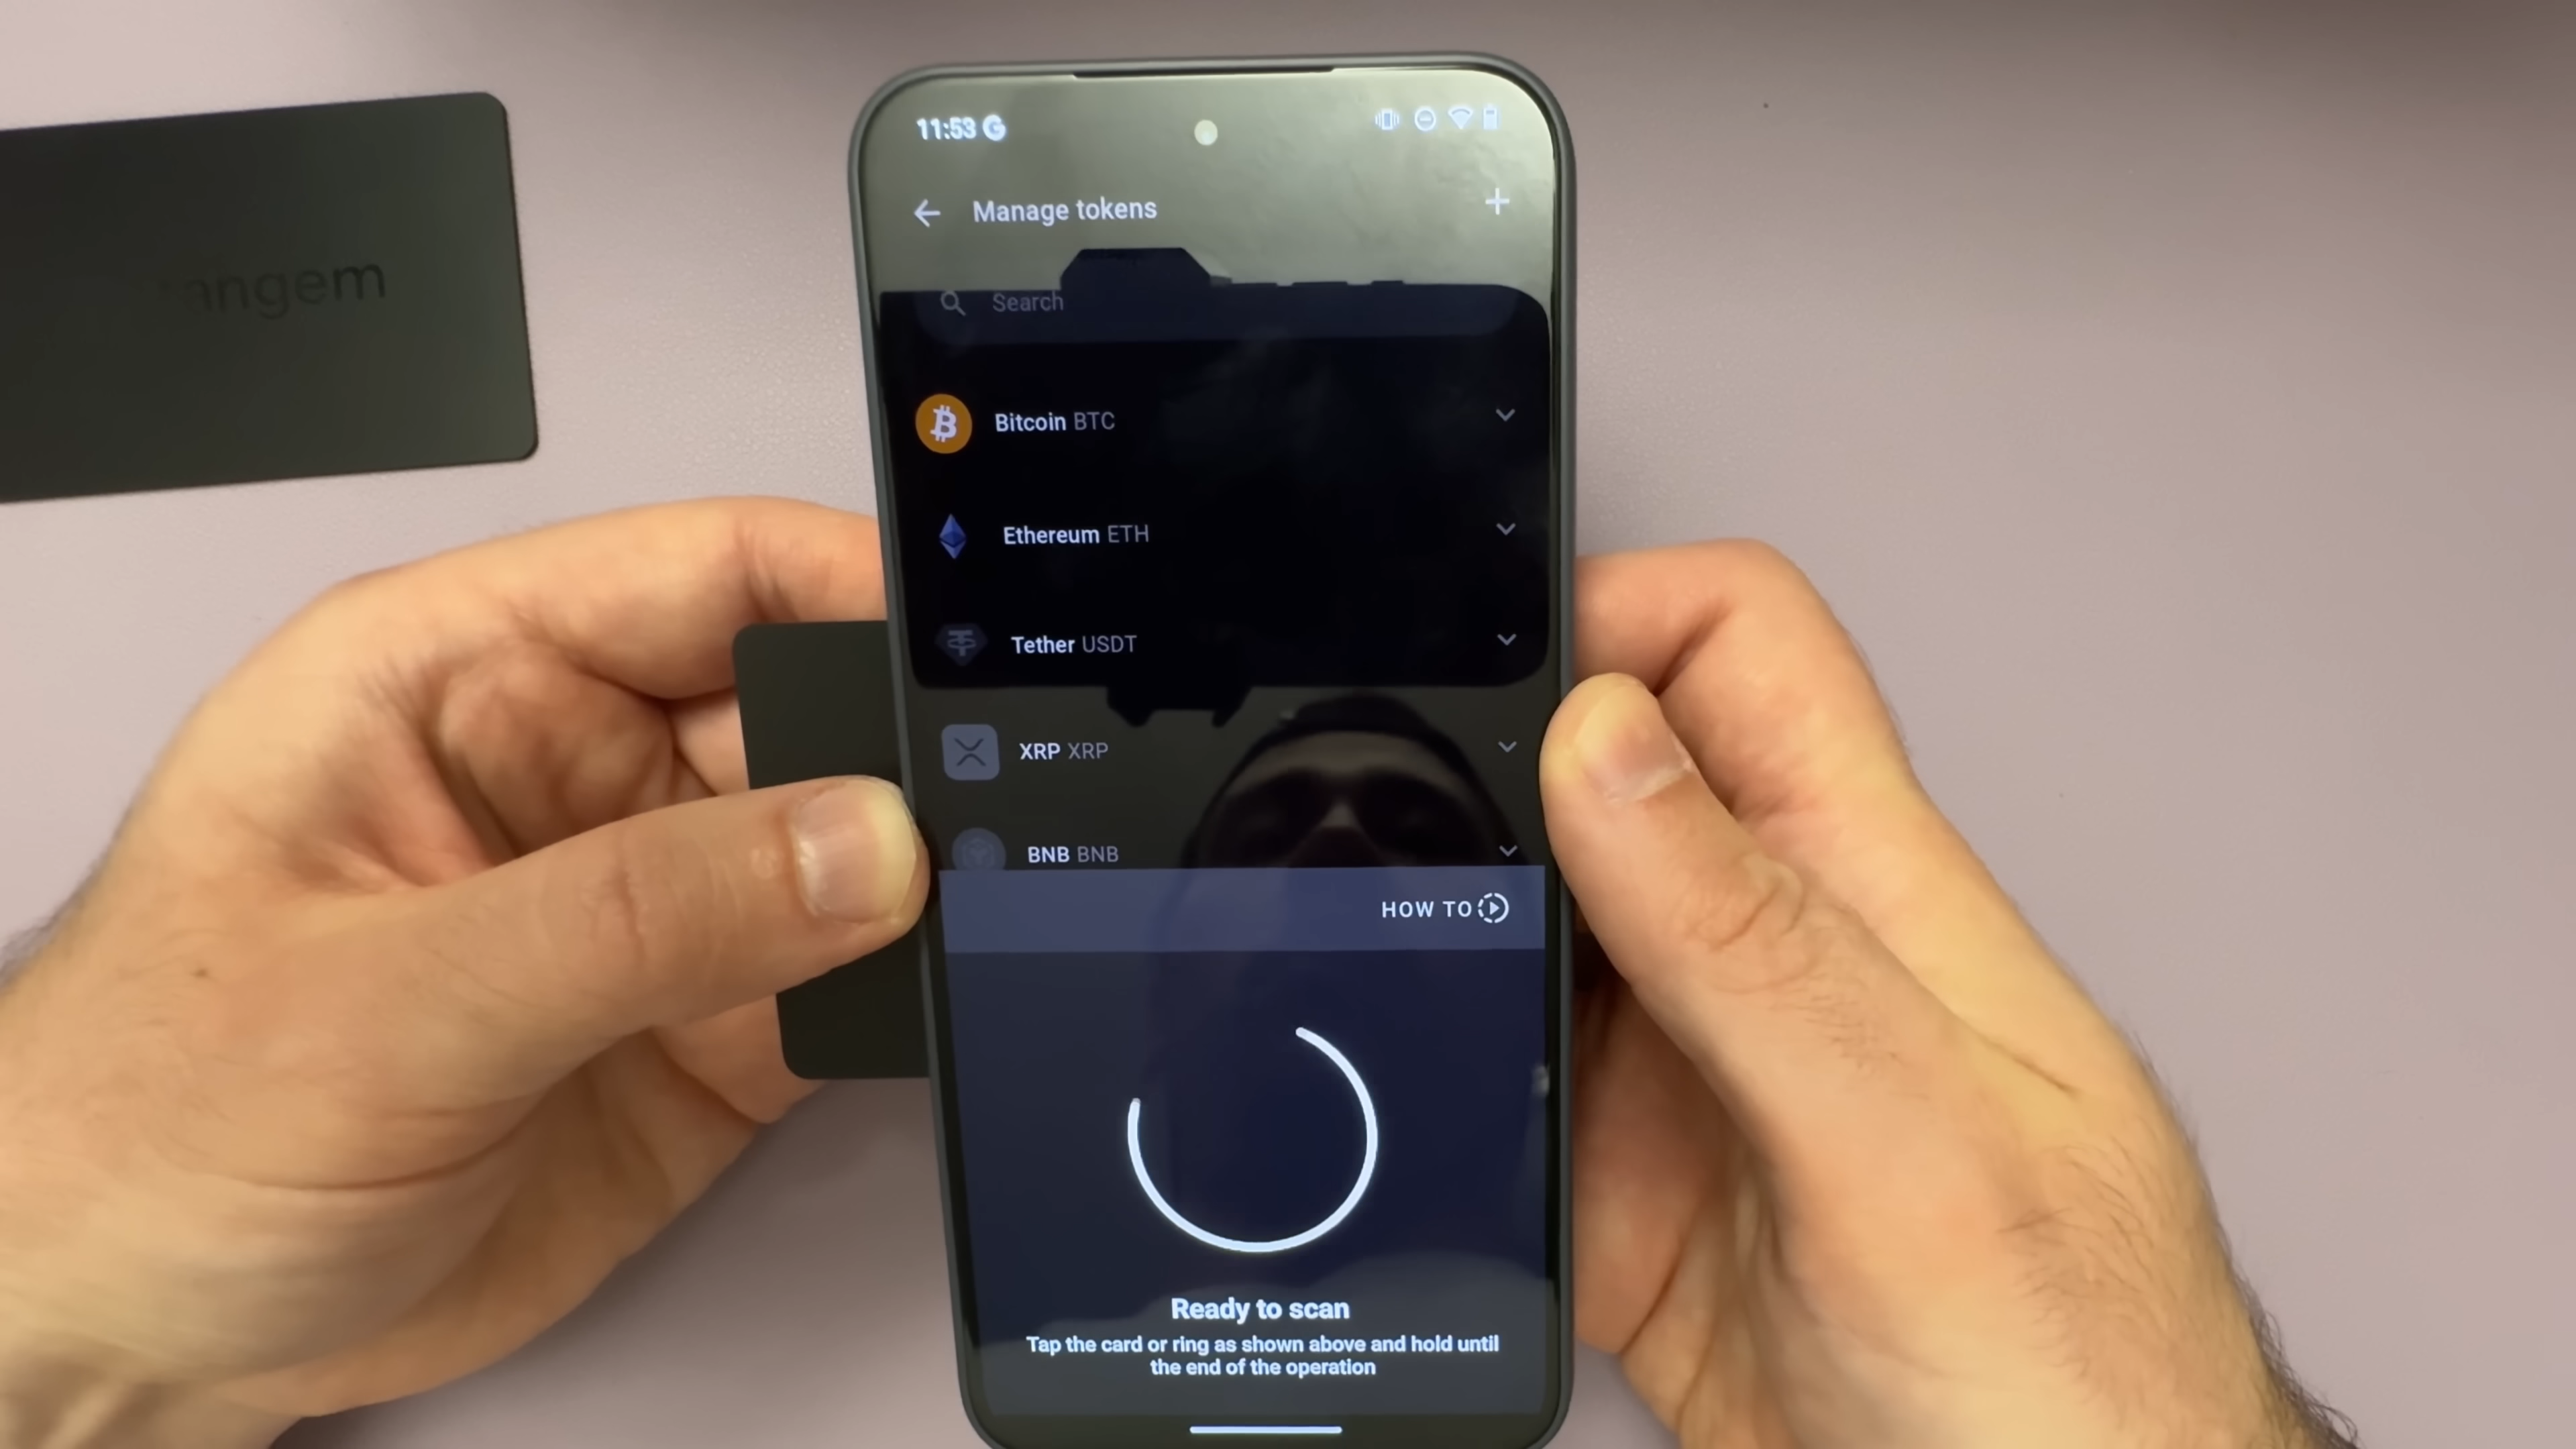 tangem
11:53 G
Manage tokens
Search
Bitcoin BTC
Ethereum ETH
Tether USDT
XRP XRP
BNB BNB
HOW TO
Ready to scan
Tap the card or ring as shown above and hold until
the end of the operation